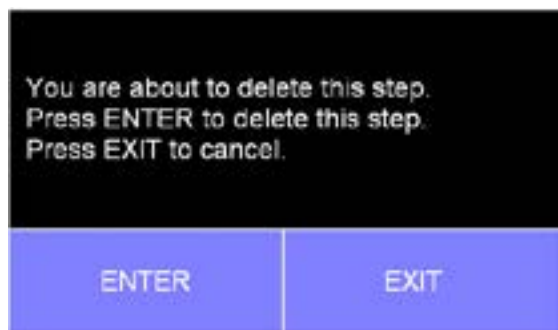 You are about to delete this step.
Press ENTER to delete this step.
Press EXIT to cancel.
ENTER
EXIT